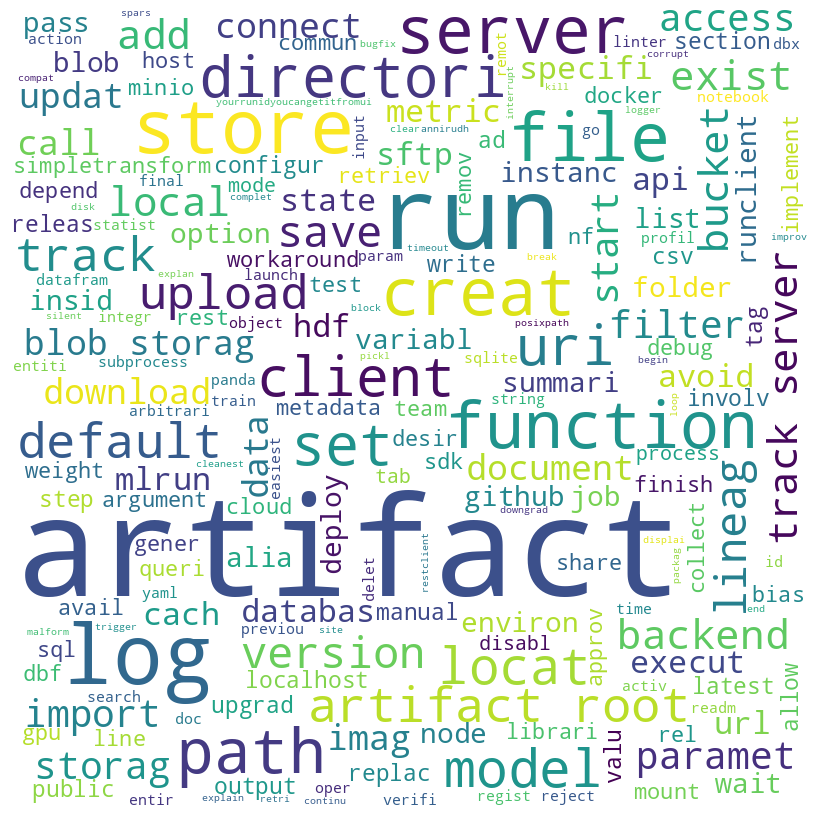 spars
pass
action
add
connect
server
access
bugfix
commun
remot
linter
section
dbx
corrupt
blob
host
directori
specifi
exist
compat
updat
minio
yourrunidyoucangetitfromui
interrupt
kill
docker
notebook
logger
store
metric
file
call
input
clear
annirudh
ad
go
bucket
implement
simpletransform
configur
sftp
instanc
api
runclient
depend
final
mode
retriev
remov
run
disk
complet
local
state
list
releas
statist
option
save
start
track
workaround
param
write
nf
profil
improv
timeout
break
csv
datafram
explan
launch
test
creat
folder
insid
upload
object
block
hdf
silent
integr
rest
variabl
posixpath
uri
filter
tag
track server
blob storag
debug
entiti
subprocess
pickl
sqlite
begin
client
panda
summari
avoid
download
arbitrari
train
metadata
team
string
involv
loop
default
set
function
data
desir
weight
cleanest
easiest
sdk
process
mlrun
tab
document
lineag
step
argument
cloud
deploy
github
job
finish
collect
artifact
downgrad
gener
displai
packag
queri
alia
share
id
delet
restclient
yaml
bias
avail
cach
databas
manual
environ
time
end
malform
trigger
previou
site
approv
backend
sql
log
version
disabl
dbf
localhost
locat
execut
allow
search
artifact root
activ
latest
upgrad
readm
import
doc
gpu
line
path
imag
node
librari
valu
rel
url
storag
model
paramet
replac
output
public
oper
mount
wait
entir
explain
retri
continu
verifi
regist
reject